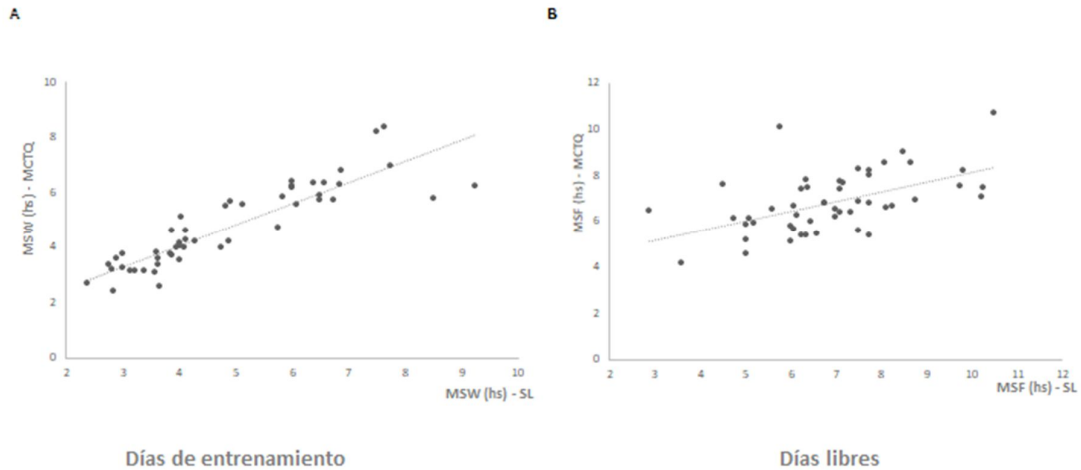 A
B
MSW (hs) - MCTQ
10
8
6
4
2
0
2 3 4 5 6 7 8 9 10
MSW (hs) - SL
MSF (hs) - MCTQ
12
10
8
6
4
2
0
2 3 4 5 6 7 8 9 10 11 12
MSF (hs) - SL
Días de entrenamiento
Días libres